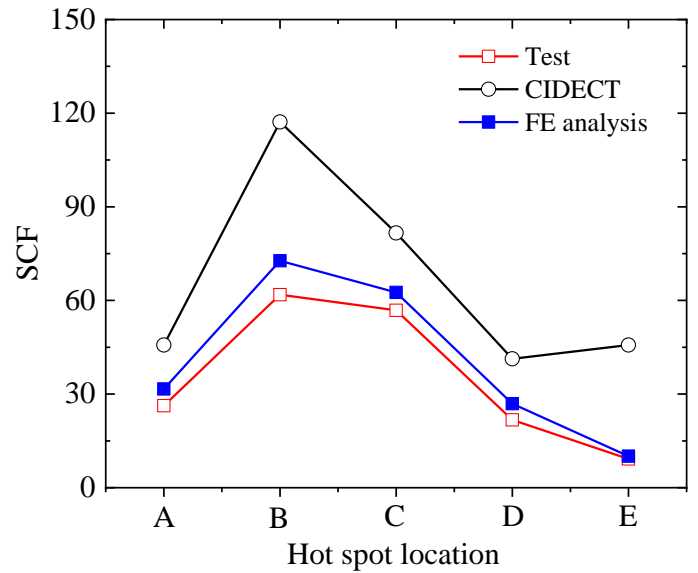 150
120
90
60
30
0
SCF
Test
CIDECT
FE analysis
A B C D E
Hot spot location